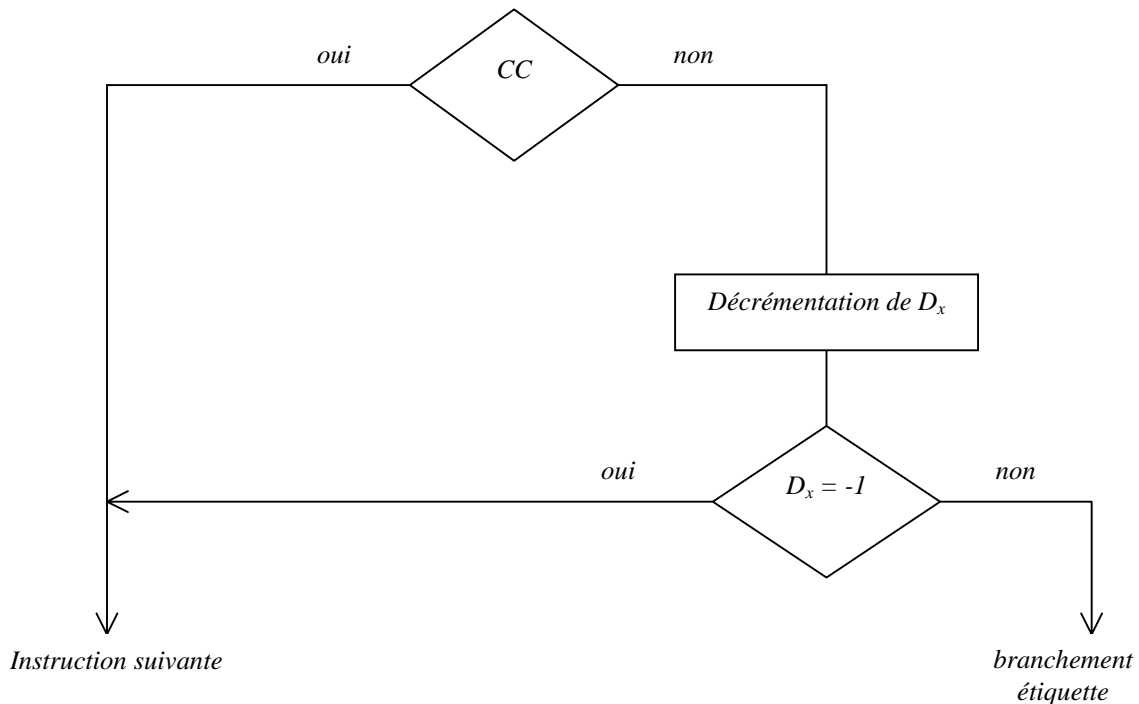 oui
CC
non
Décrémentation de Dx
oui
Dx = -1
non
Instruction suivante
branchement
étiquette